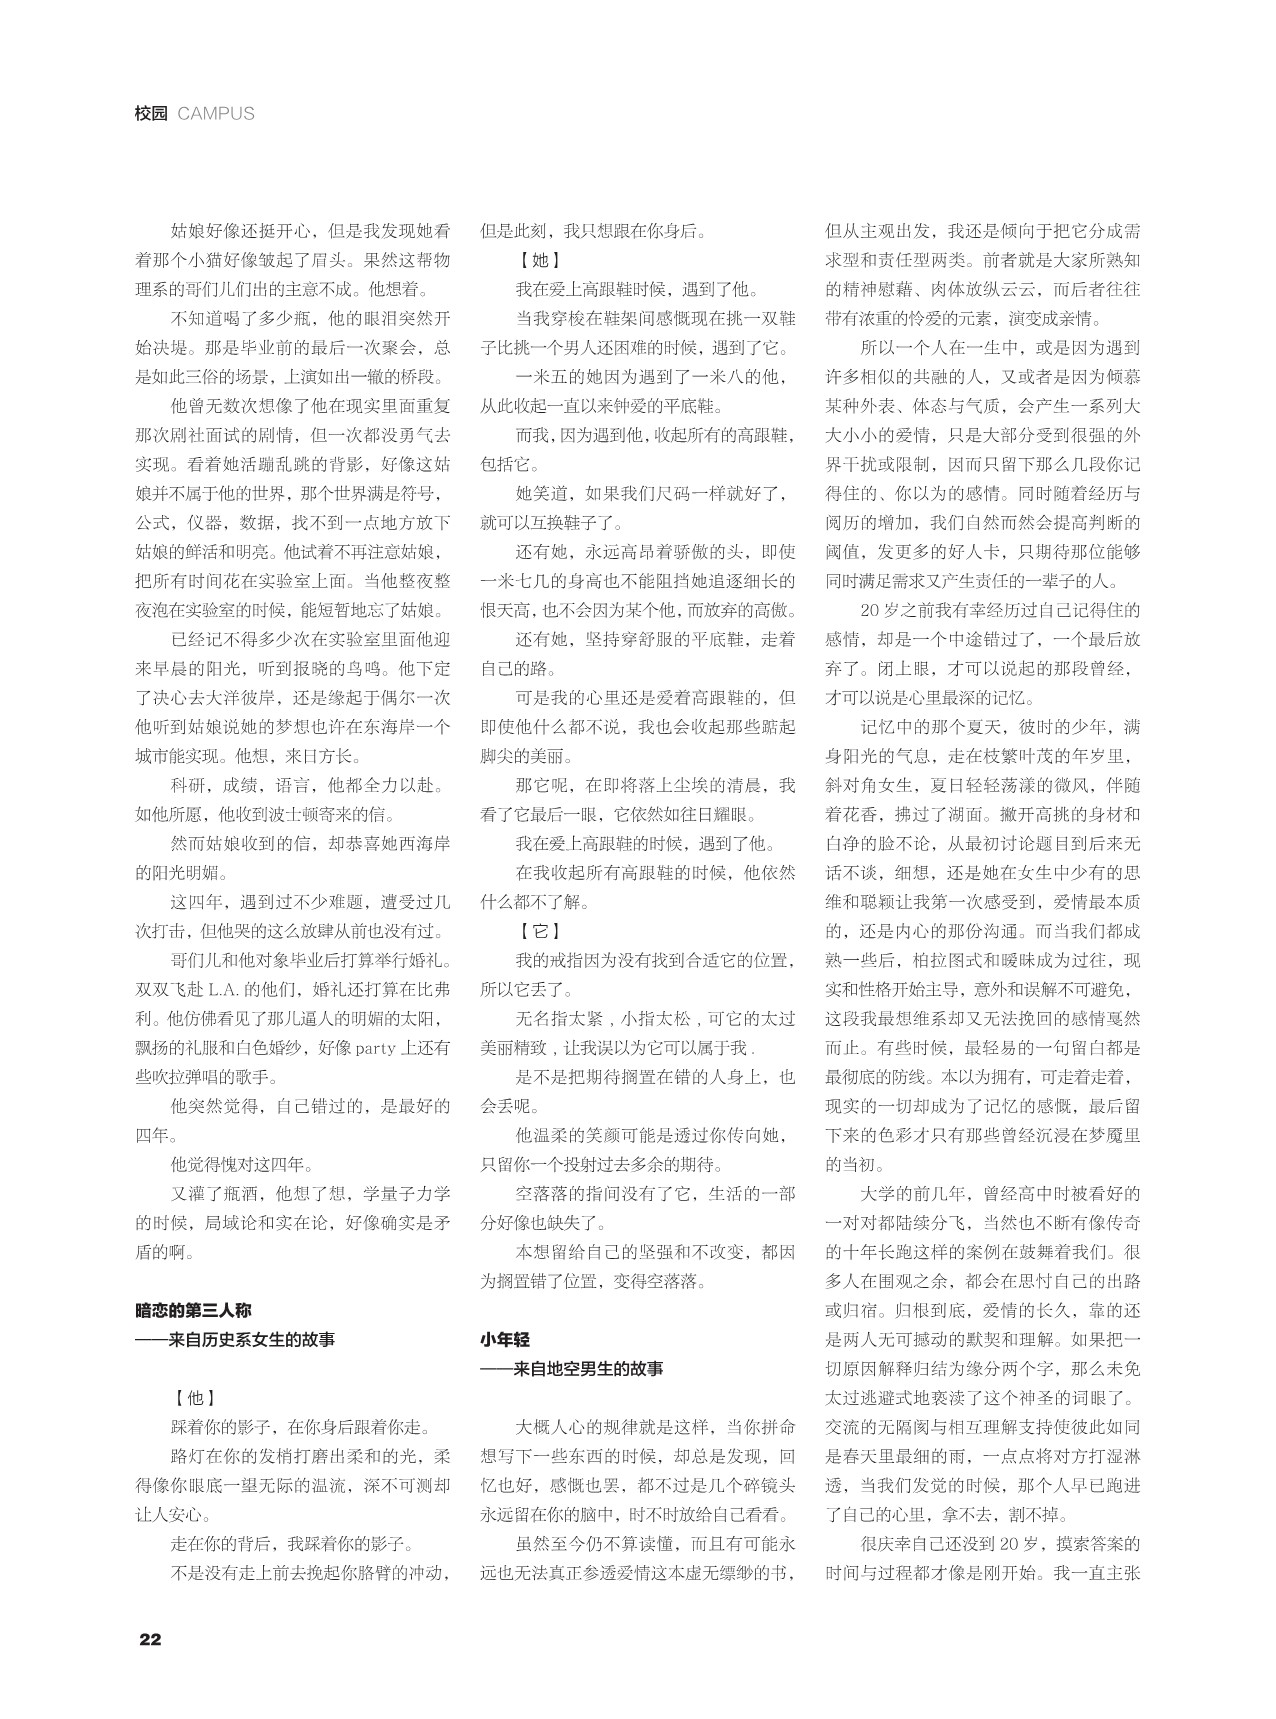 校园 CAMPUS
姑娘好像还挺开心，但是我发现她看
着那个小猫好像皱起了眉头。果然这帮物
理系的哥们儿们出的主意不成。他想着。
不知道喝了多少瓶，他的眼泪突然开
始决堤。那是毕业前的最后一次聚会，总
是如此三俗的场景，上演如出一辙的桥段。
他曾无数次想像了他在现实里面重复
那次剧社面试的剧情，但一次都没勇气去
实现。看着她活蹦乱跳的背影，好像这姑
娘并不属于他的世界，那个世界满是符号，
公式，仪器，数据，找不到一点地方放下
姑娘的鲜活和明亮。他试着不再注意姑娘，
把所有时间花在实验室上面。当他整夜整
夜泡在实验室的时候，能短暂地忘了姑娘。
已经记不得多少次在实验室里面他迎
来早晨的阳光，听到报晓的鸟鸣。他下定
了决心去大洋彼岸，还是缘起于偶尔一次
他听到姑娘说她的梦想也许在东海岸一个
城市能实现。他想，来日方长。
科研，成绩，语言，他都全力以赴。
如他所愿，他收到波士顿寄来的信。
然而姑娘收到的信，却恭喜她西海岸
的阳光明媚。
这四年，遇到过不少难题，遭受过几
次打击，但他哭的这么放肆从前也没有过。
哥们儿和他对象毕业后打算举行婚礼。
双双飞赴 L.A. 的他们，婚礼还打算在比弗
利。他仿佛看见了那儿逼人的明媚的太阳，
飘扬的礼服和白色婚纱，好像 party 上还有
些吹拉弹唱的歌手。
他突然觉得，自己错过的，是最好的
四年。
他觉得愧对这四年。
又灌了瓶酒，他想了想，学量子力学
的时候，局域论和实在论，好像确实是矛
盾的啊。
暗恋的第三人称
——来自历史系女生的故事
【他】
踩着你的影子，在你身后跟着你走。
路灯在你的发梢打磨出柔和的光，柔
得像你眼底一望无际的温流，深不可测却
让人安心。
走在你的背后，我踩着你的影子。
不是没有走上前去挽起你胳臂的冲动，
但是此刻，我只想跟在你身后。
【她】
我在爱上高跟鞋时候，遇到了他。
当我穿梭在鞋架间感慨现在挑一双鞋
子比挑一个男人还困难的时候，遇到了它。
一米五的她因为遇到了一米八的他，
从此收起一直以来钟爱的平底鞋。
而我，因为遇到他，收起所有的高跟鞋，
包括它。
她笑道，如果我们尺码一样就好了，
就可以互换鞋子了。
还有她，永远高昂着骄傲的头，即使
一米七几的身高也不能阻挡她追逐细长的
恨天高，也不会因为某个他，而放弃的高傲。
还有她，坚持穿舒服的平底鞋，走着
自己的路。
可是我的心里还是爱着高跟鞋的，但
即使他什么都不说，我也会收起那些踮起
脚尖的美丽。
那它呢，在即将落上尘埃的清晨，我
看了它最后一眼，它依然如往日耀眼。
我在爱上高跟鞋的时候，遇到了他。
在我收起所有高跟鞋的时候，他依然
什么都不了解。
【它】
我的戒指因为没有找到合适它的位置，
所以它丢了。
无名指太紧 , 小指太松 , 可它的太过
美丽精致 , 让我误以为它可以属于我 .
是不是把期待搁置在错的人身上，也
会丢呢。
他温柔的笑颜可能是透过你传向她，
只留你一个投射过去多余的期待。
空落落的指间没有了它，生活的一部
分好像也缺失了。
本想留给自己的坚强和不改变，都因
为搁置错了位置，变得空落落。
小年轻
——来自地空男生的故事
大概人心的规律就是这样，当你拼命
想写下一些东西的时候，却总是发现，回
忆也好，感慨也罢，都不过是几个碎镜头
永远留在你的脑中，时不时放给自己看看。
虽然至今仍不算读懂，而且有可能永
远也无法真正参透爱情这本虚无缥缈的书，
但从主观出发，我还是倾向于把它分成需
求型和责任型两类。前者就是大家所熟知
的精神慰藉、肉体放纵云云，而后者往往
带有浓重的怜爱的元素，演变成亲情。
所以一个人在一生中，或是因为遇到
许多相似的共融的人，又或者是因为倾慕
某种外表、体态与气质，会产生一系列大
大小小的爱情，只是大部分受到很强的外
界干扰或限制，因而只留下那么几段你记
得住的、你以为的感情。同时随着经历与
阅历的增加，我们自然而然会提高判断的
阈值，发更多的好人卡，只期待那位能够
同时满足需求又产生责任的一辈子的人。
20 岁之前我有幸经历过自己记得住的
感情，却是一个中途错过了，一个最后放
弃了。闭上眼，才可以说起的那段曾经，
才可以说是心里最深的记忆。
记忆中的那个夏天，彼时的少年，满
身阳光的气息，走在枝繁叶茂的年岁里，
斜对角女生，夏日轻轻荡漾的微风，伴随
着花香，拂过了湖面。撇开高挑的身材和
白净的脸不论，从最初讨论题目到后来无
话不谈，细想，还是她在女生中少有的思
维和聪颖让我第一次感受到，爱情最本质
的，还是内心的那份沟通。而当我们都成
熟一些后，柏拉图式和暧昧成为过往，现
实和性格开始主导，意外和误解不可避免，
这段我最想维系却又无法挽回的感情戛然
而止。有些时候，最轻易的一句留白都是
最彻底的防线。本以为拥有，可走着走着，
现实的一切却成为了记忆的感慨，最后留
下来的色彩才只有那些曾经沉浸在梦魇里
的当初。
大学的前几年，曾经高中时被看好的
一对对都陆续分飞，当然也不断有像传奇
的十年长跑这样的案例在鼓舞着我们。很
多人在围观之余，都会在思忖自己的出路
或归宿。归根到底，爱情的长久，靠的还
是两人无可撼动的默契和理解。如果把一
切原因解释归结为缘分两个字，那么未免
太过逃避式地亵渎了这个神圣的词眼了。
交流的无隔阂与相互理解支持使彼此如同
是春天里最细的雨，一点点将对方打湿淋
透，当我们发觉的时候，那个人早已跑进
了自己的心里，拿不去，割不掉。
很庆幸自己还没到 20 岁，摸索答案的
时间与过程都才像是刚开始。我一直主张
22